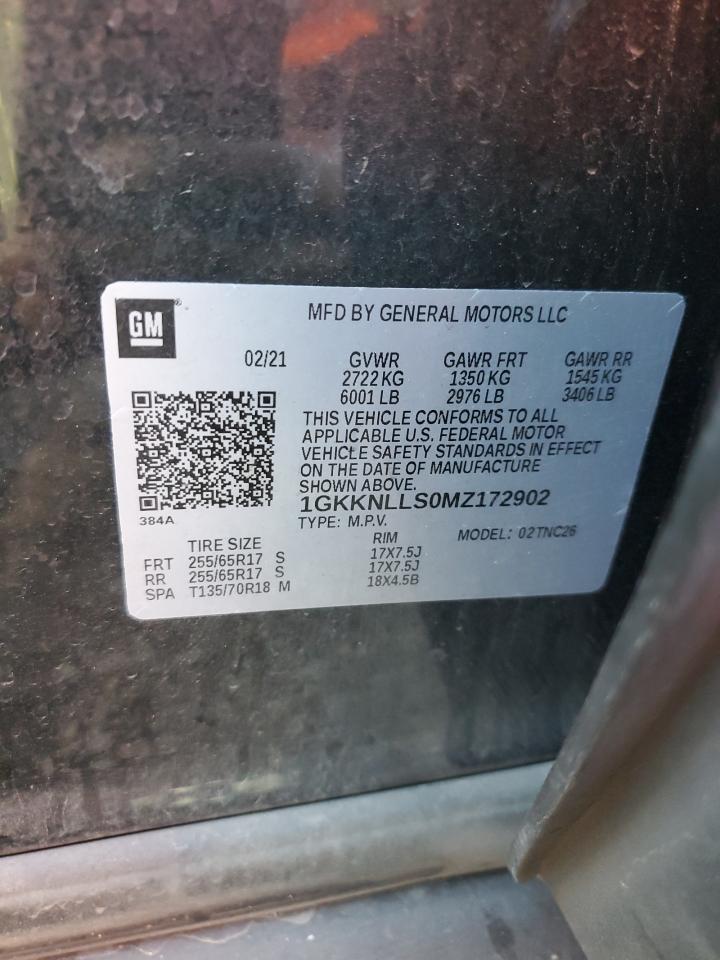 GM®
MFD BY GENERAL MOTORS LLC
02/21 GVWR GAWR FRT GAWR RR
2722 KG 1350 KG 1545 KG
6001 LB 2976 LB 3406 LB
THIS VEHICLE CONFORMS TO ALL
APPLICABLE U.S. FEDERAL MOTOR
VEHICLE SAFETY STANDARDS IN EFFECT
ON THE DATE OF MANUFACTURE
SHOWN ABOVE.
1GKKNLLS0MZ172902
384A
TYPE: M.P.V. MODEL: 02TNC26
TIRE SIZE RIM
FRT 255/65R17 S 17X7.5J
RR 255/65R17 S 17X7.5J
SPA T135/70R18 M 18X4.5B